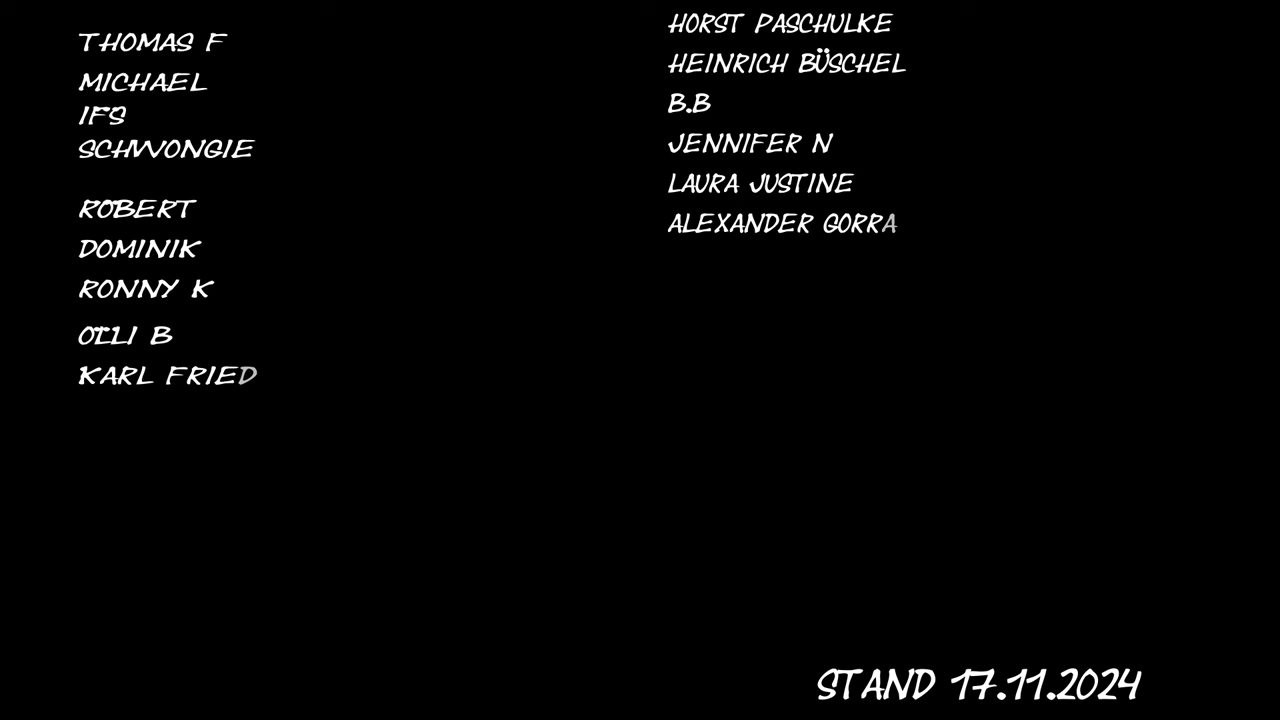 THOMAS F
MICHAEL
IFS
SCHWONGIE
ROBERT
DOMINIK
RONNY K
OLLI B
KARL FRIED
HORST PASCHULKE
HEINRICH BÜSCHEL
B.B
JENNIFER N
LAURA JUSTINE
ALEXANDER GORRA
STAND 17.11.2024